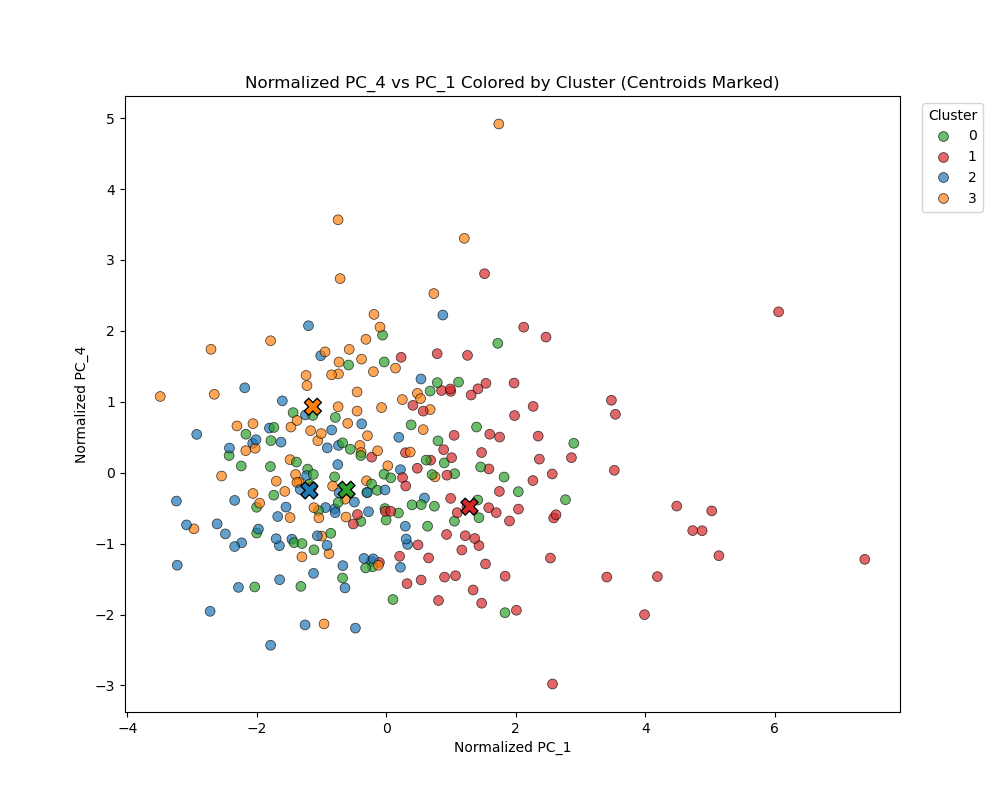 Normalized PC_4 vs PC_1 Colored by Cluster (Centroids Marked)
Cluster
0
1
2
3
5
4
3
2
1
0
−1
−2
−3
Normalized PC_4
−4 −2 0 2 4 6
Normalized PC_1